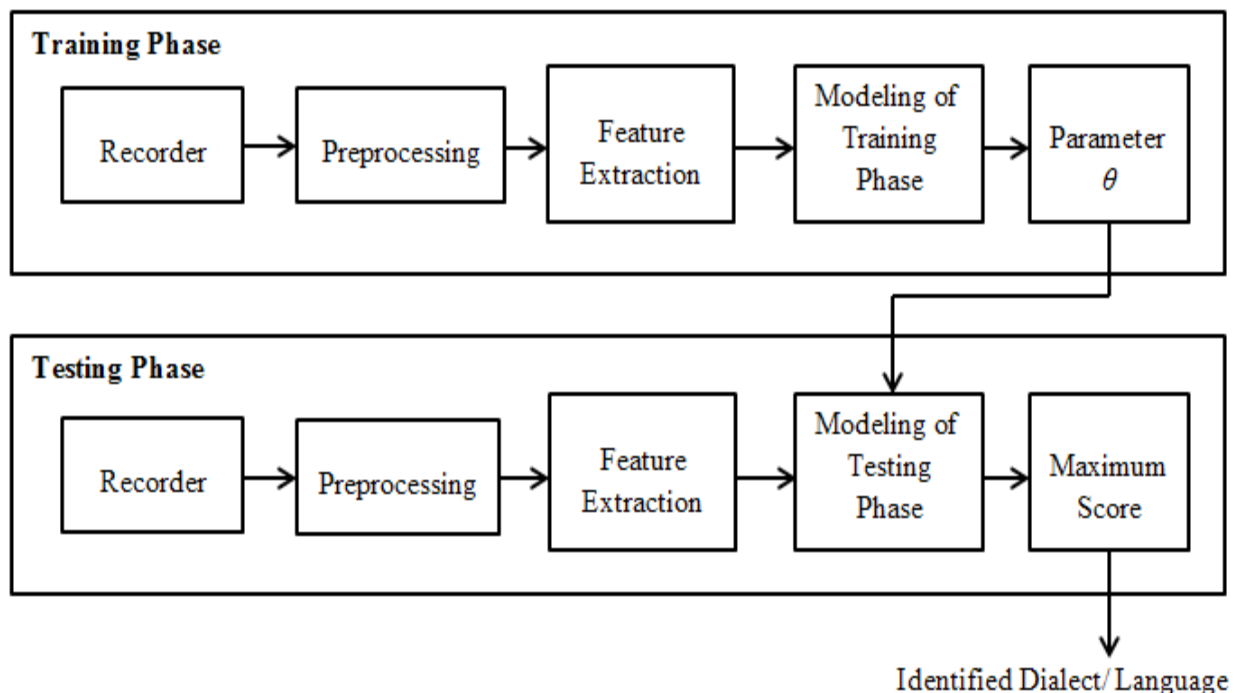 Training Phase
Recorder
Preprocessing
Feature
Extraction
Modeling of
Training
Phase
Parameter
θ
Testing Phase
Recorder
Preprocessing
Feature
Extraction
Modeling of
Testing
Phase
Maximum
Score
Identified Dialect/ Language